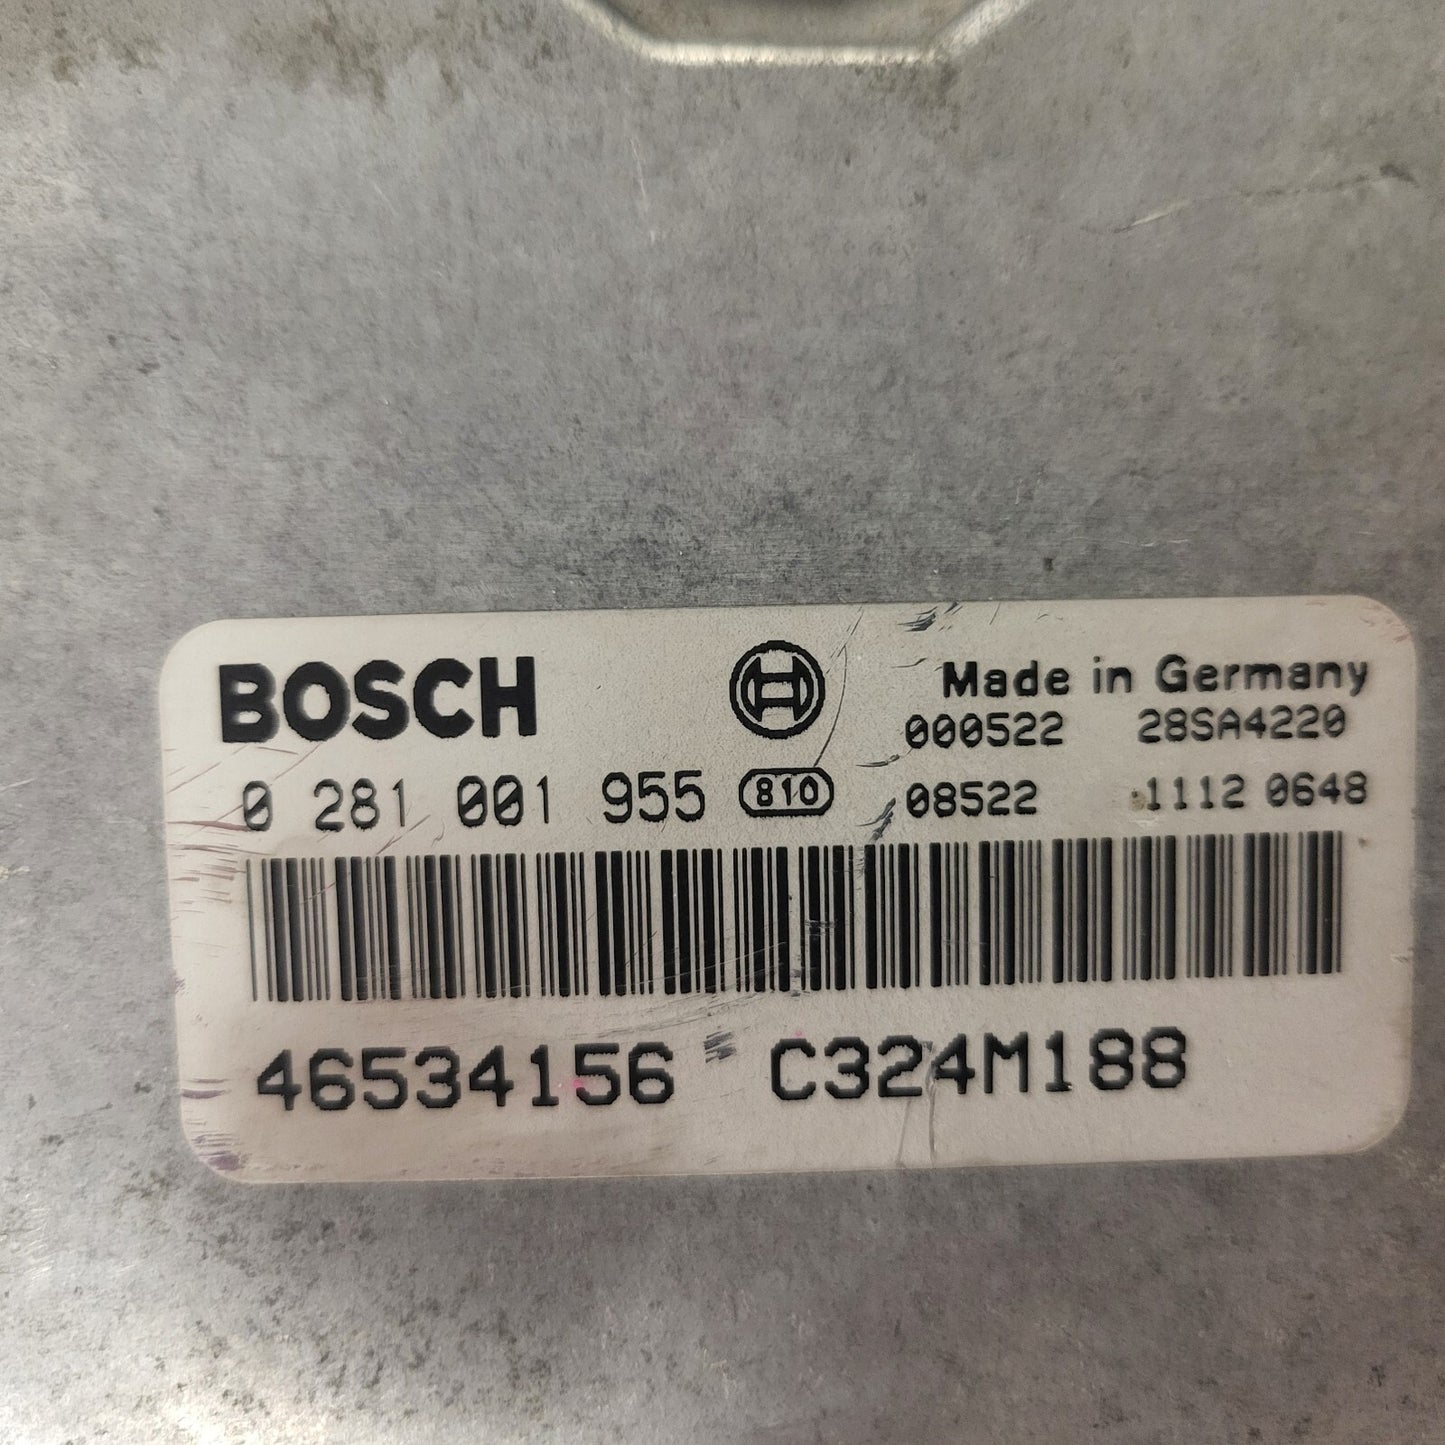 BOSCH
Made in Germany
000522 28SA4220
0 281 001 955 810 08522 1112 0648
46534156 C324M188